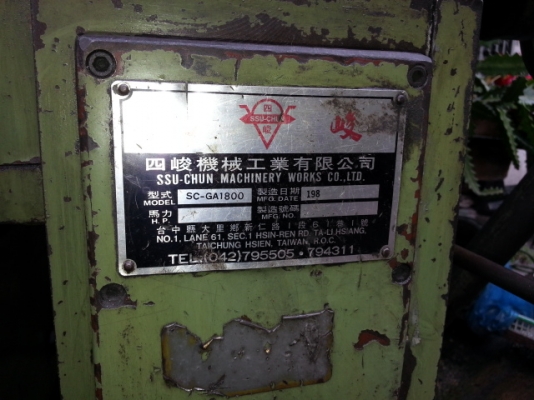 四
SSU-CHUN
峻
峻
四峻機械工業有限公司
SSU-CHUN MACHINERY WORKS CO.,LTD.
型式 MODEL SC-GA1800 製造日期 MFG. DATE 198
馬力 H.P. 製造號碼 MFG. NO.
台中縣大里鄉新仁路1段61巷1號
NO.1, LANE 61, SEC.1 HSIN-REN RD. TA-LI.HSIANG,
TAICHUNG HSIEN, TAIWAN, R.O.C.
TEL:(042)795505・794311